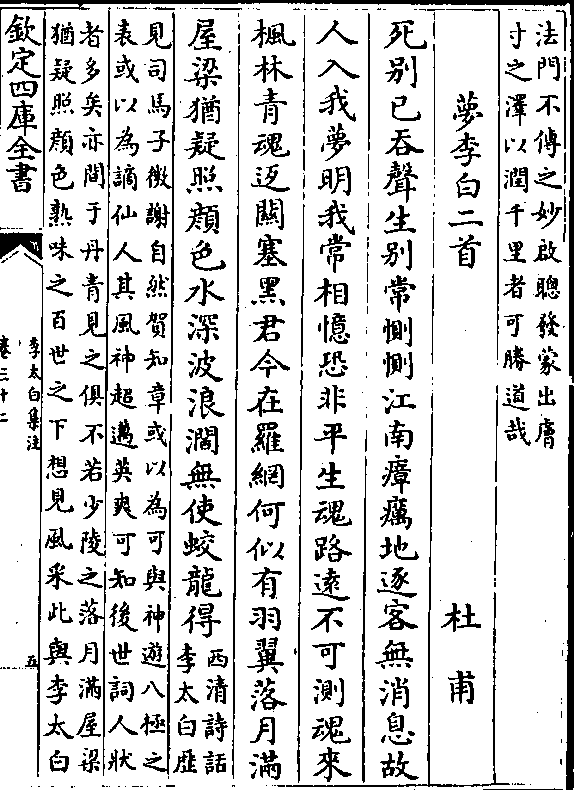 法門不傳之妙啟聰發蒙出膚
寸之澤以潤千里者可勝道哉
夢李白二首 杜甫
死别已吞聲生别常惻惻江南瘴癘地逐客無消息故
人入我夢明我常相憶恐非平生魂路遠不可測魂來
楓林青魂返關塞黑君今在羅網何似有羽翼落月滿
屋梁猶疑照顔色水深波浪濶無使蛟龍得
西清詩話
李太白歴
見司馬子微謝自然賀知章或以為可與神遊八極之
表或以為謫仙人其風神超邁英爽可知後世詞人狀
者多矣亦間于丹青見之俱不若少陵之落月滿屋梁
猶疑照顔色熟味之百世之下想見風采此與李太白
欽定四庫全書
李太白集注
卷三十二
五